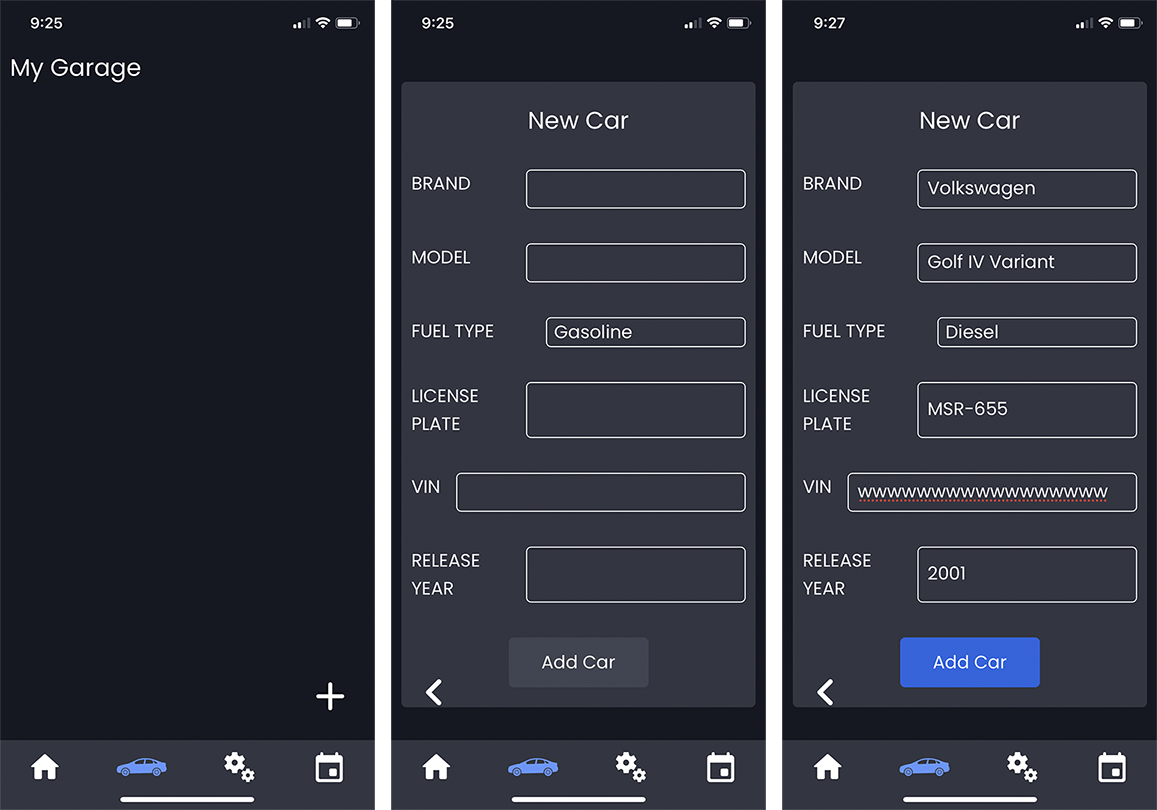 9:25
My Garage
9:25
New Car
BRAND
MODEL
FUEL TYPE Gasoline
LICENSE
PLATE
VIN
RELEASE
YEAR
Add Car
9:27
New Car
BRAND Volkswagen
MODEL Golf IV Variant
FUEL TYPE Diesel
LICENSE
PLATE MSR-655
VIN wwwwwwwwwwwwwwwww
RELEASE
YEAR 2001
Add Car